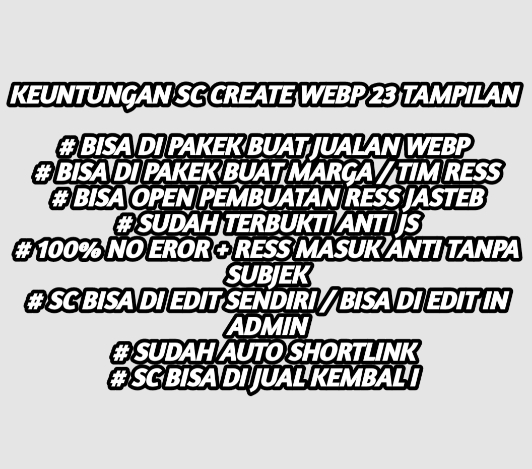 KEUNTUNGAN SC CREATE WEBP 23 TAMPILAN
# BISA DI PAKEK BUAT JUALAN WEBP
# BISA DI PAKEK BUAT MARGA / TIM RESS
# BISA OPEN PEMBUATAN RESS JASTEB
# SUDAH TERBUKTI ANTI JS
# 100% NO EROR + RESS MASUK ANTI TANPA
SUBJEK
# SC BISA DI EDIT SENDIRI / BISA DI EDIT IN
ADMIN
# SUDAH AUTO SHORTLINK
# SC BISA DI JUAL KEMBAL I